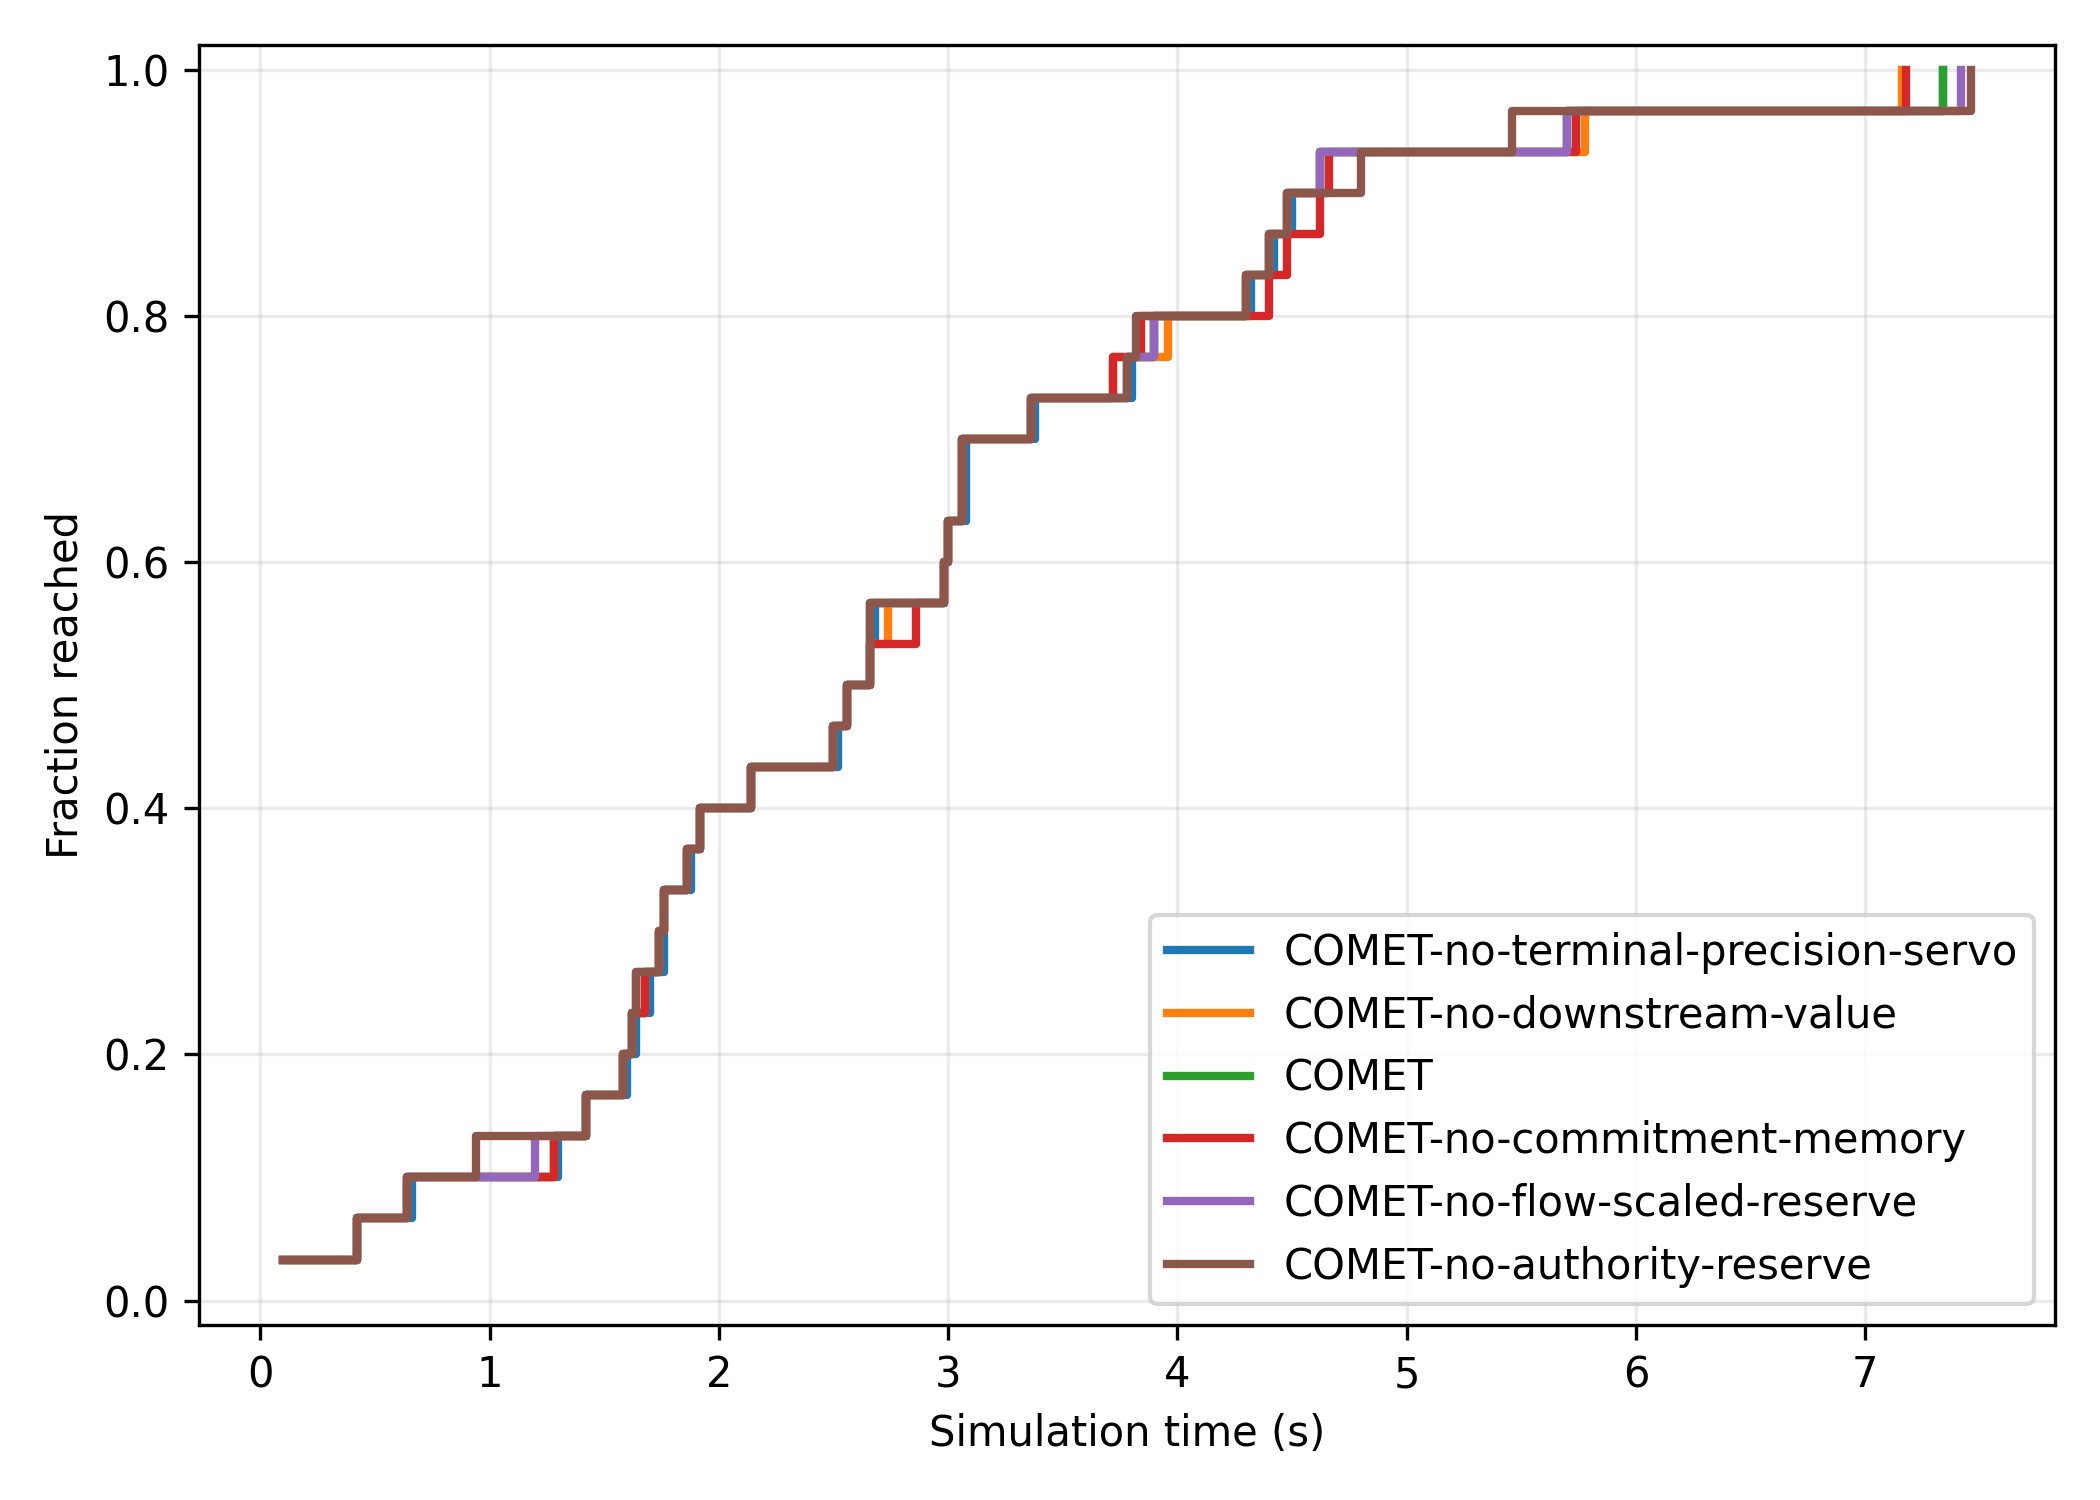 1.0
0.8
0.6
0.4
0.2
0.0
Fraction reached
0 1 2 3 4 5 6 7
Simulation time (s)
COMET-no-terminal-precision-servo
COMET-no-downstream-value
COMET
COMET-no-commitment-memory
COMET-no-flow-scaled-reserve
COMET-no-authority-reserve